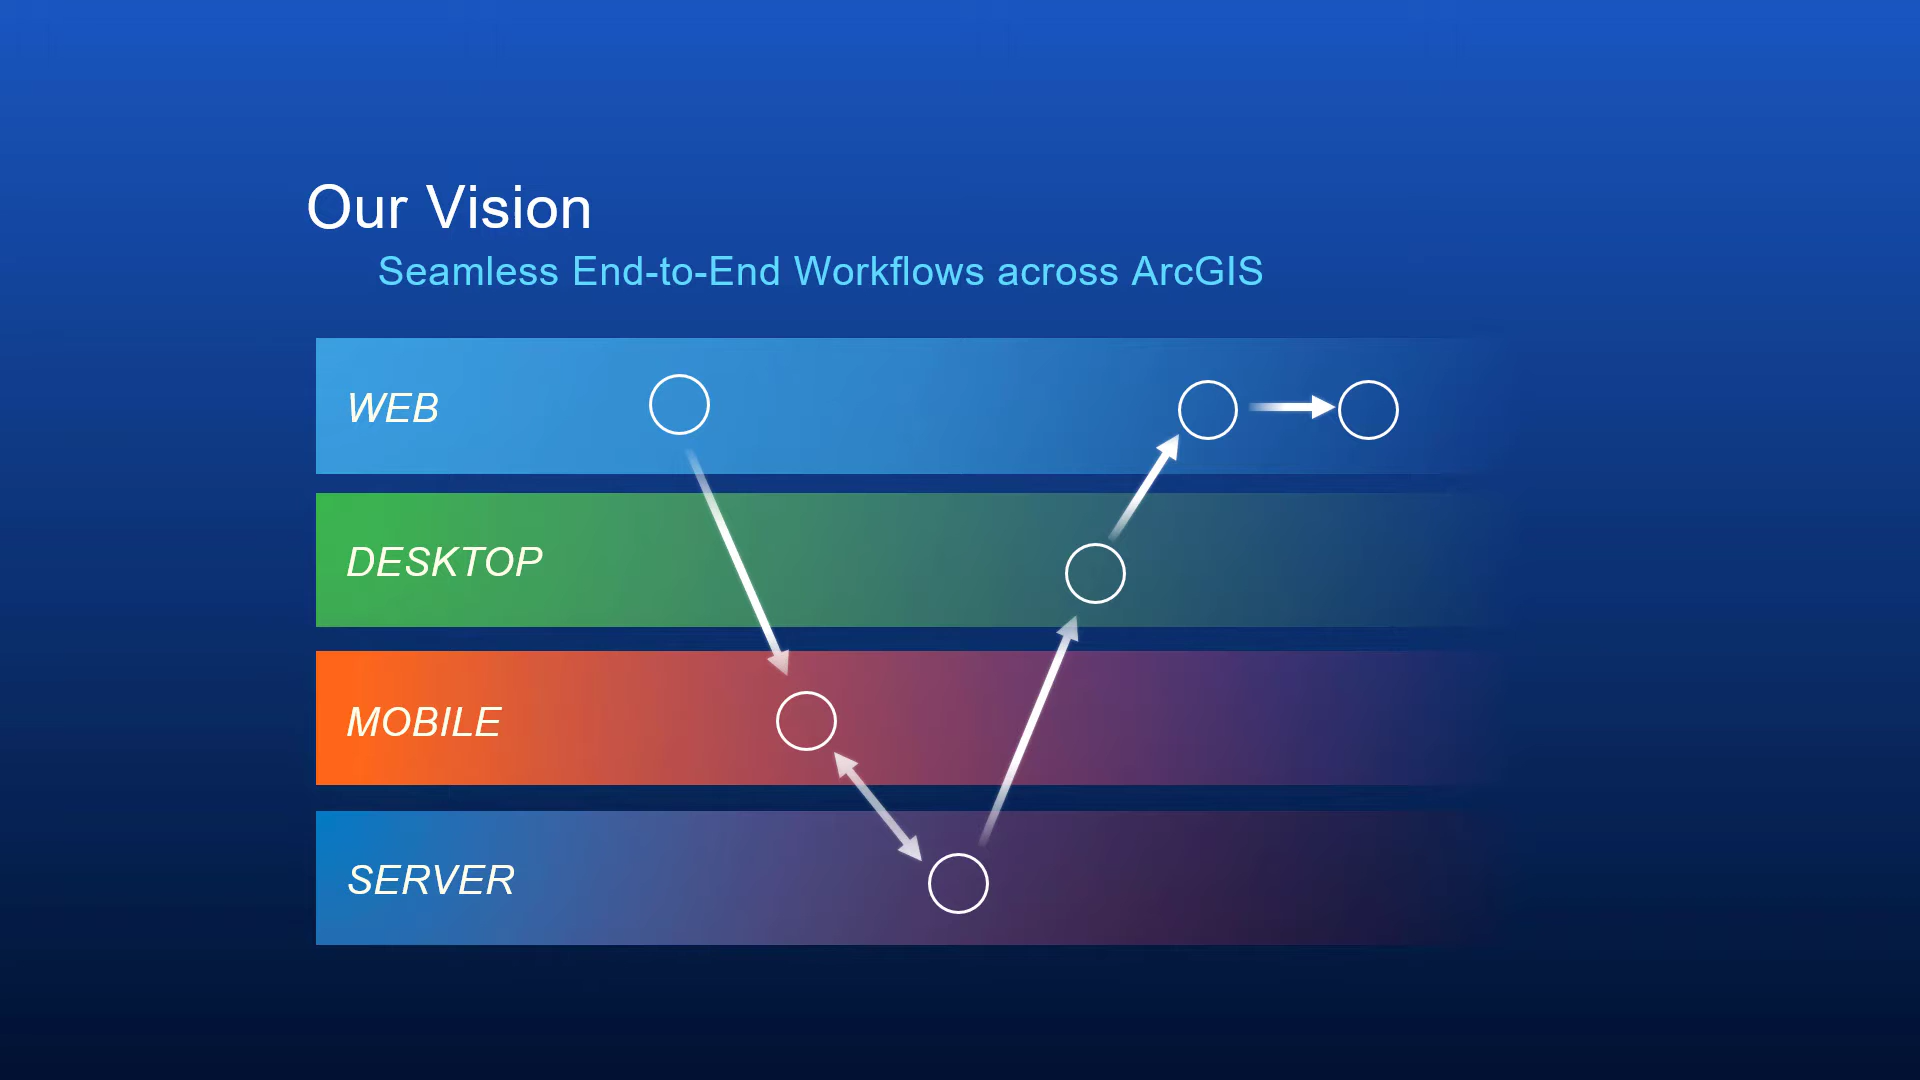 Our Vision
Seamless End-to-End Workflows across ArcGIS
WEB
DESKTOP
MOBILE
SERVER